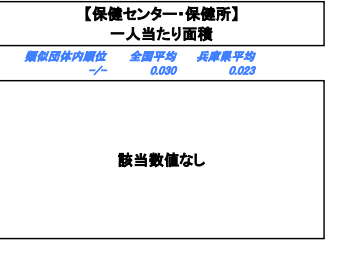 【保健センター・保健所】
一人当たり面積
類似団体内順位 全国平均 兵庫県平均
-/- 0.030 0.023
該当数値なし